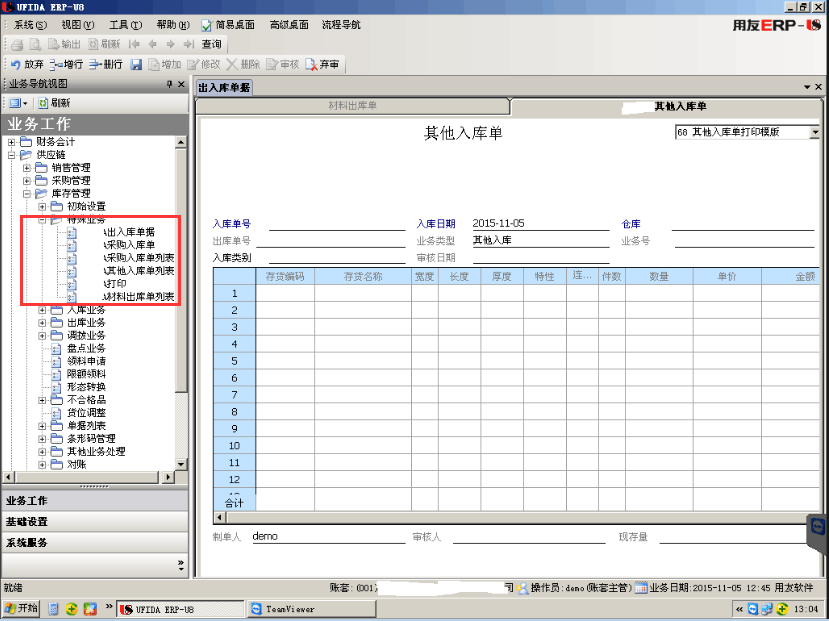 UFIDA ERP-U8
系统(S) 视图(V) 工具(T) 帮助(H) 简易桌面 高级桌面 流程导航
用友ERP-U8
输出 刷新 查询
放弃 增行 删行 增加 修改 删除 审核 弃审
业务导航视图
刷新
业务工作
财务会计
供应链
销售管理
采购管理
库存管理
初始设置
特殊业务
\出入库单据
\采购入库单
\采购入库单列表
\其他入库单列表
\打印
\材料出库单列表
入库业务
出库业务
调拨业务
盘点业务
领料申请
限额领料
形态转换
不合格品
货位调整
单据列表
条形码管理
其他业务处理
对账
业务工作
基础设置
系统服务
出入库单据
材料出库单 其他入库单
其他入库单
68 其他入库单打印模版
入库单号 入库日期 2015-11-05 仓库
出库单号 业务类型 其他入库 业务号
入库类别 审核日期
存货编码 存货名称 宽度 长度 厚度 特性 连... 件数 数量 单价 金额
1
2
3
4
5
6
7
8
9
10
11
12
合计
制单人 demo 审核人 现存量
就绪 账套:(001) 操作员:demo(账套主管) 业务日期:2015-11-05 12:45 用友软件
开始 UFIDA ERP-U8 TeamViewer 13:04